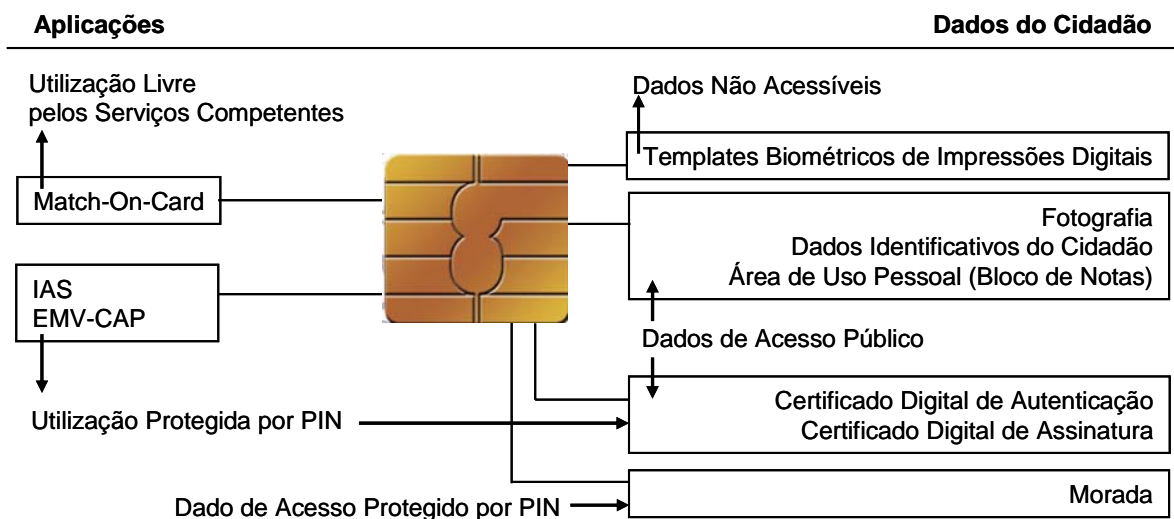 Aplicações
Dados do Cidadão
Utilização Livre
pelos Serviços Competentes
Dados Não Acessíveis
Templates Biométricos de Impressões Digitais
Match-On-Card
Fotografia
Dados Identificativos do Cidadão
Área de Uso Pessoal (Bloco de Notas)
IAS
EMV-CAP
Dados de Acesso Público
Utilização Protegida por PIN
Certificado Digital de Autenticação
Certificado Digital de Assinatura
Morada
Dado de Acesso Protegido por PIN